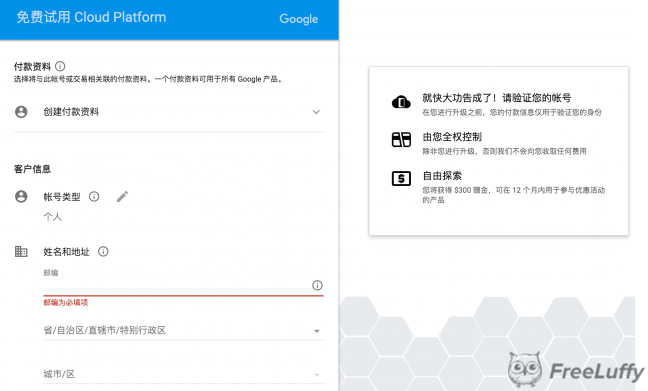 免费试用 Cloud Platform
Google
付款资料
选择将与此帐号或交易相关联的付款资料。一个付款资料可用于所有 Google 产品。
创建付款资料
客户信息
帐号类型
个人
姓名和地址
邮编
邮编为必填项
省/自治区/直辖市/特别行政区
城市/区
就快大功告成了！请验证您的帐号
在您进行升级之前，您的付款信息仅用于验证您的身份
由您全权控制
除非您进行升级，否则我们不会向您收取任何费用
自由探索
您将获得 $300 赠金，可在 12 个月内用于参与优惠活动
的产品
FreeLuffy